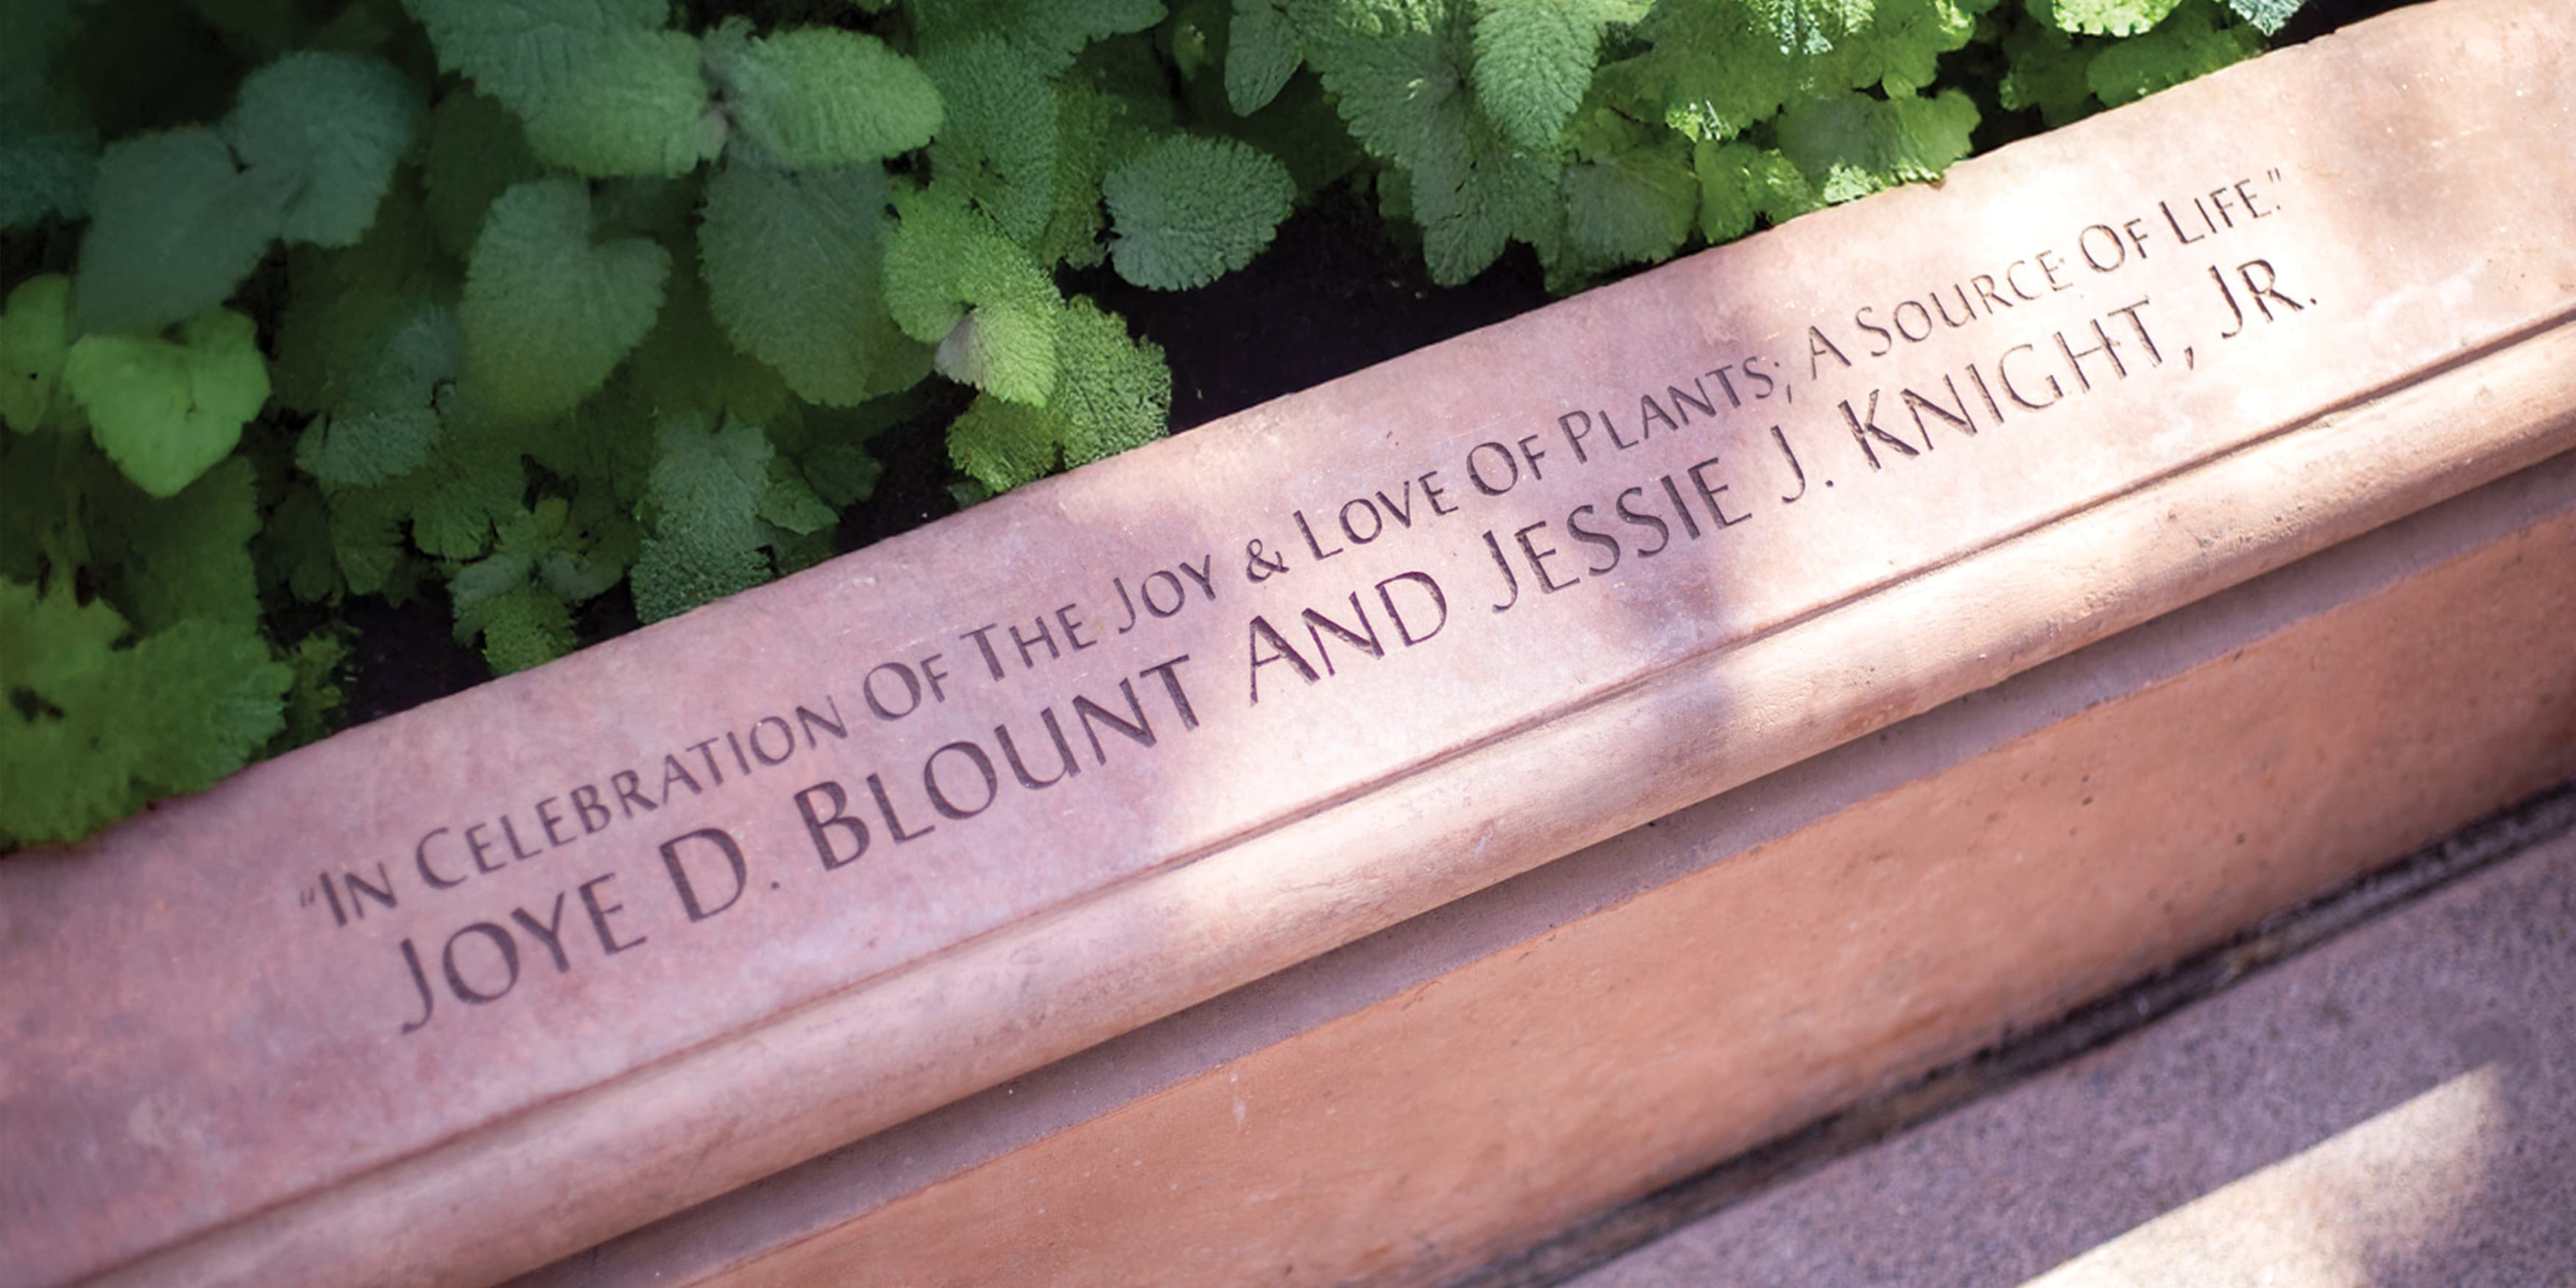 "In Celebration Of The Joy & Love Of Plants; A Source Of Life."
JOYE D. BLOUNT AND JESSIE J. KNIGHT, JR.